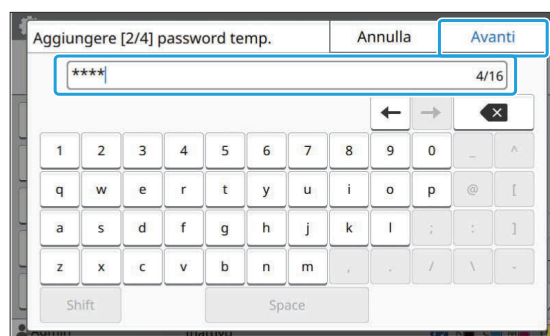 Aggiungere [2/4] password temp. Annulla Avanti
**** 4/16
← →
1 2 3 4 5 6 7 8 9 0 _ ^
q w e r t y u i o p @ [
a s d f g h j k l ; : ]
z x c v b n m , . / \ -
Shift Space